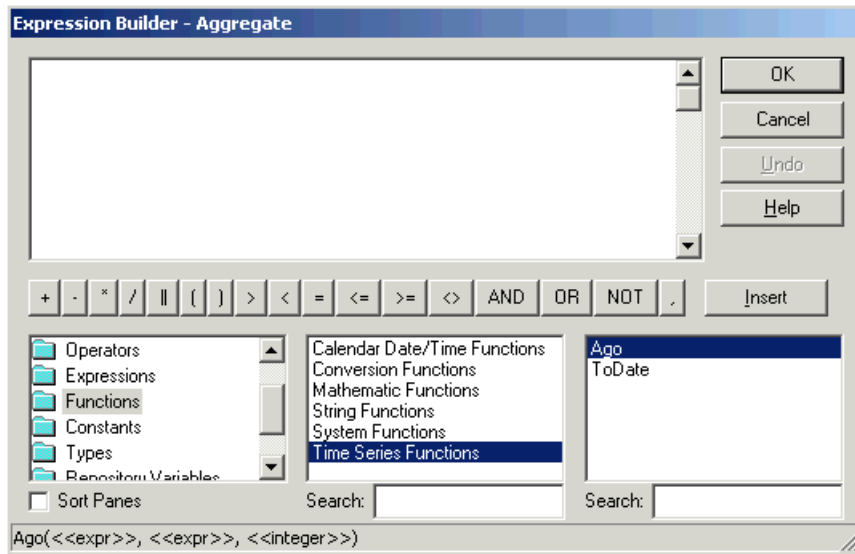 Expression Builder - Aggregate
OK
Cancel
Undo
Help
+ - * / || ( ) > < = <= >= <> AND OR NOT , Insert
Operators
Expressions
Functions
Constants
Types
Repository Variables
Calendar Date/Time Functions
Conversion Functions
Mathematic Functions
String Functions
System Functions
Time Series Functions
Ago
ToDate
Sort Panes
Search:
Search:
Ago(<<expr>>, <<expr>>, <<integer>>)